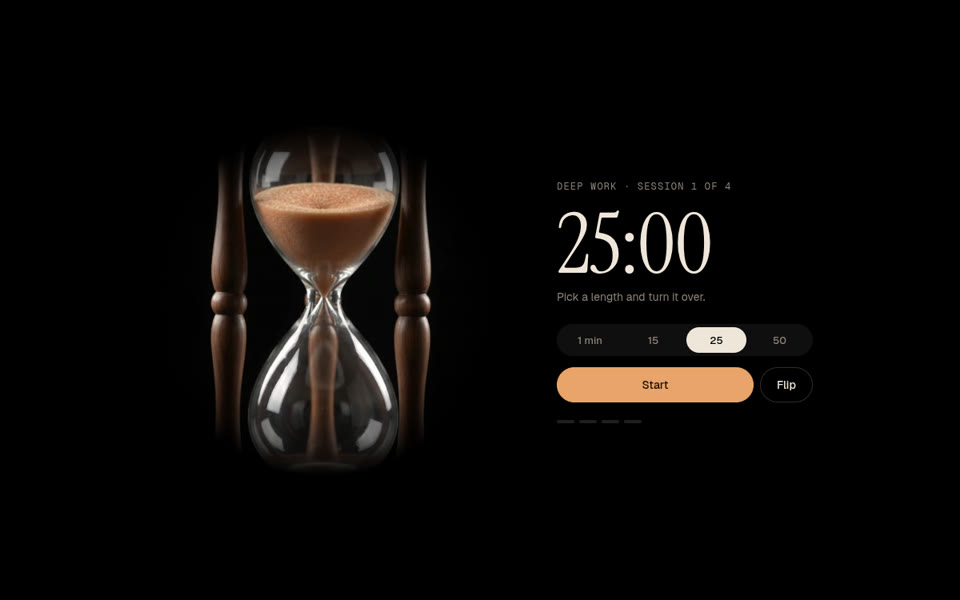 DEEP WORK · SESSION 1 OF 4
25:00
Pick a length and turn it over.
1 min 15 25 50
Start Flip